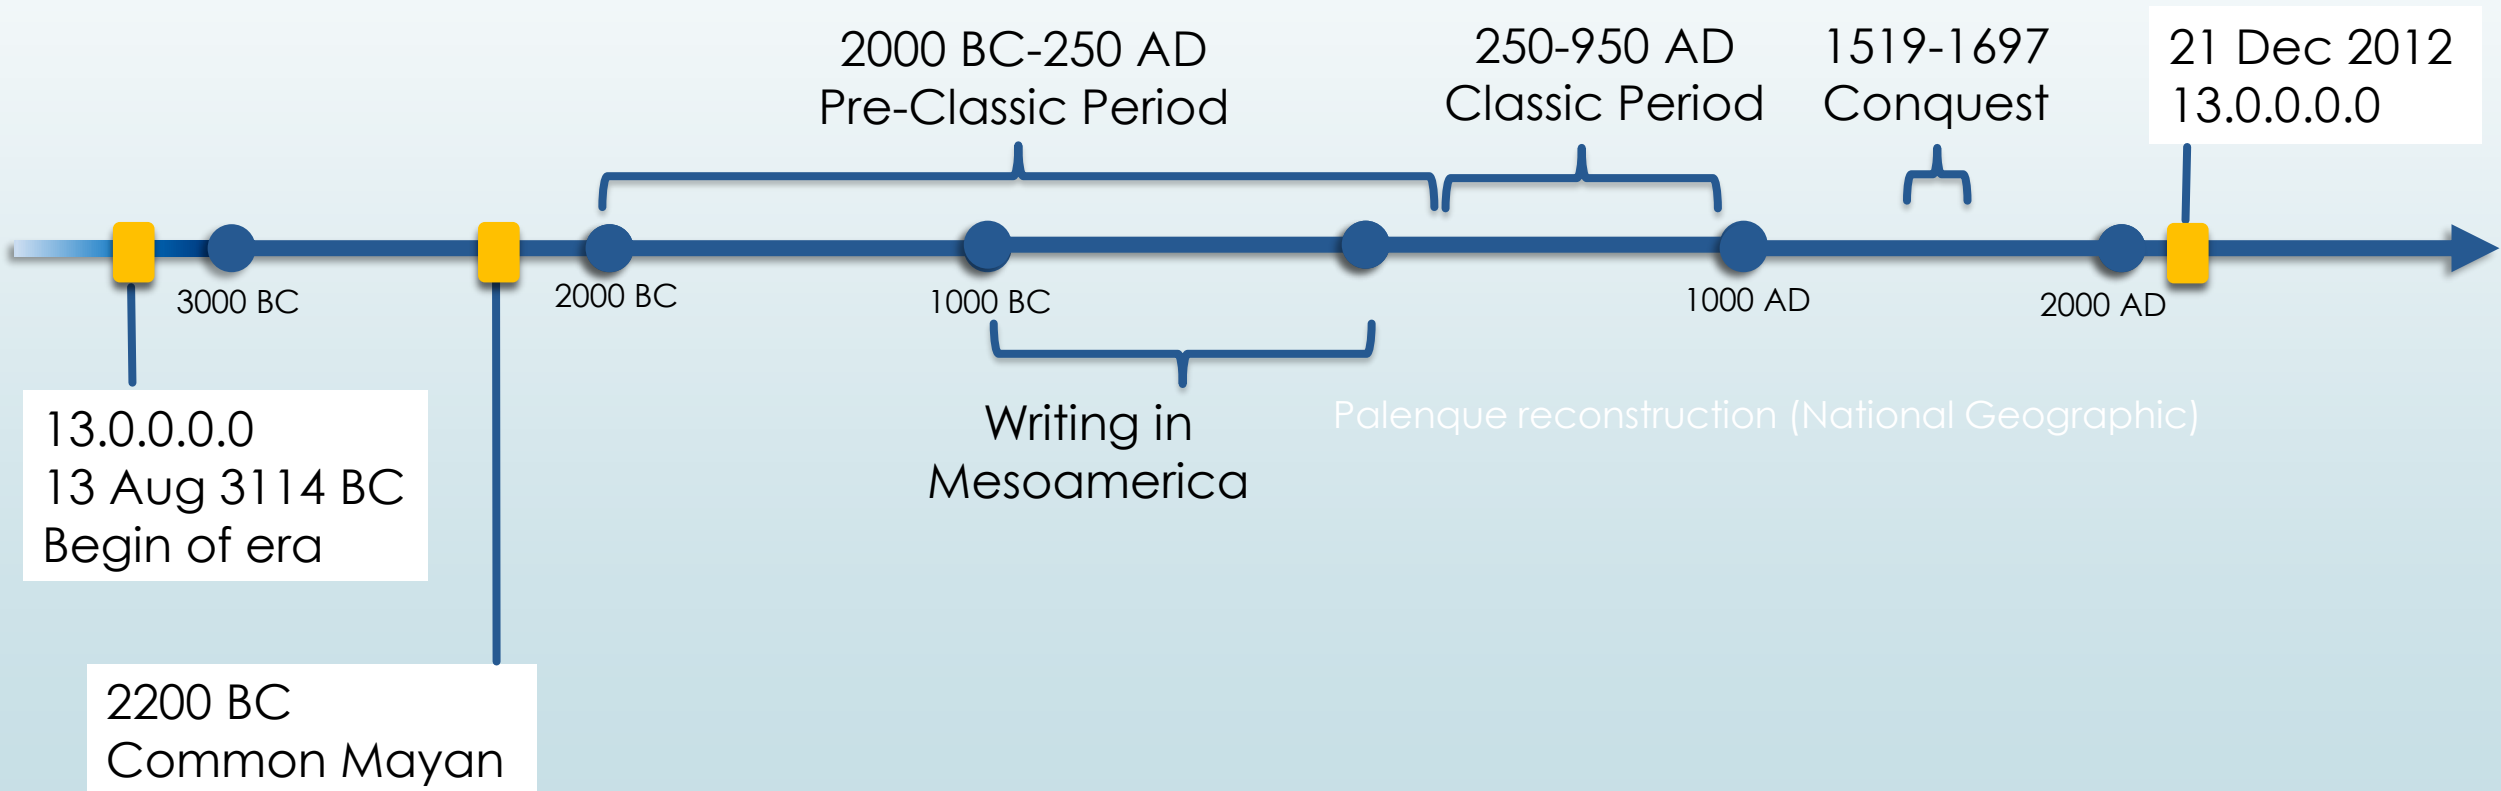 2000 BC-250 AD
Pre-Classic Period
250-950 AD
Classic Period
1519-1697
Conquest
21 Dec 2012
13.0.0.0.0
3000 BC
2000 BC
1000 BC
1000 AD
2000 AD
13.0.0.0.0
13 Aug 3114 BC
Begin of era
Writing in
Mesoamerica
Palenque reconstruction (National Geographic)
2200 BC
Common Mayan